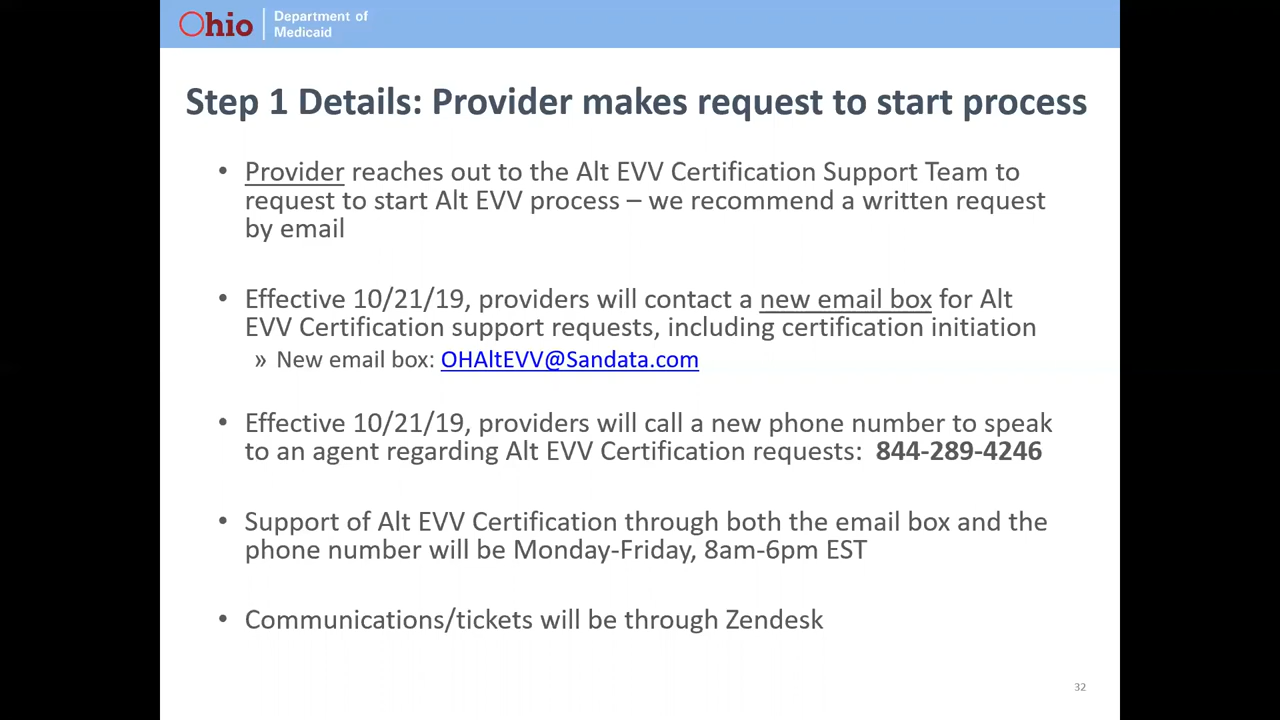 Ohio
Department of
Medicaid
Step 1 Details: Provider makes request to start process
• Provider reaches out to the Alt EVV Certification Support Team to
request to start Alt EVV process – we recommend a written request
by email
• Effective 10/21/19, providers will contact a new email box for Alt
EVV Certification support requests, including certification initiation
» New email box: OHAltEVV@Sandata.com
• Effective 10/21/19, providers will call a new phone number to speak
to an agent regarding Alt EVV Certification requests: 844-289-4246
• Support of Alt EVV Certification through both the email box and the
phone number will be Monday-Friday, 8am-6pm EST
• Communications/tickets will be through Zendesk
32